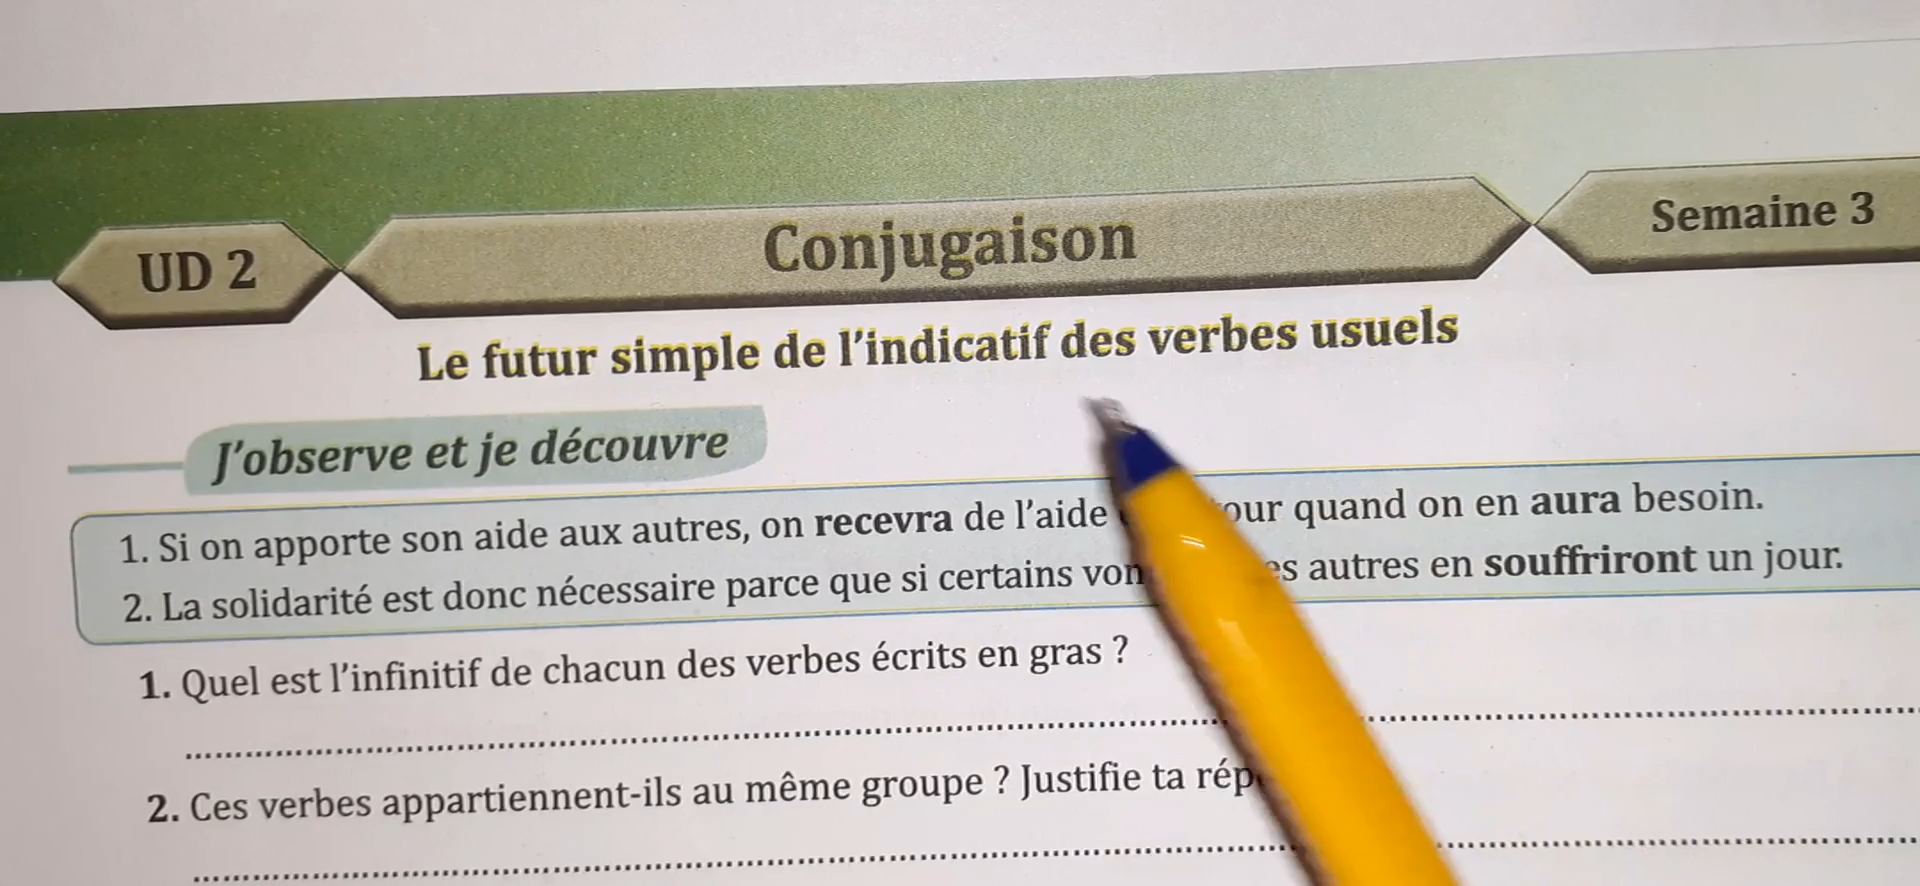 UD 2
Conjugaison
Semaine 3
Le futur simple de l'indicatif des verbes usuels
J'observe et je découvre
1. Si on apporte son aide aux autres, on recevra de l'aide quand on en aura besoin.
2. La solidarité est donc nécessaire parce que si certains autres en souffriront un jour.
1. Quel est l'infinitif de chacun des verbes écrits en gras ?
2. Ces verbes appartiennent-ils au même groupe ? Justifie ta